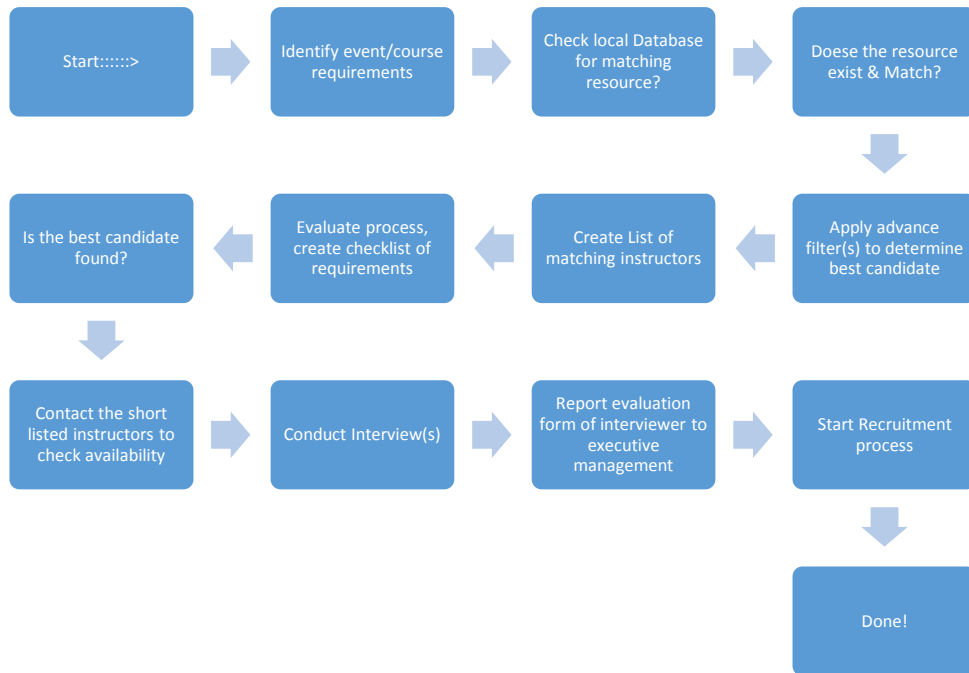 Start::::::>
Identify event/course
requirements
Check local Database
for matching
resource?
Doese the resource
exist & Match?
Apply advance
filter(s) to determine
best candidate
Create List of
matching instructors
Evaluate process,
create checklist of
requirements
Is the best candidate
found?
Contact the short
listed instructors to
check availability
Conduct Interview(s)
Report evaluation
form of interviewer to
executive
management
Start Recruitment
process
Done!